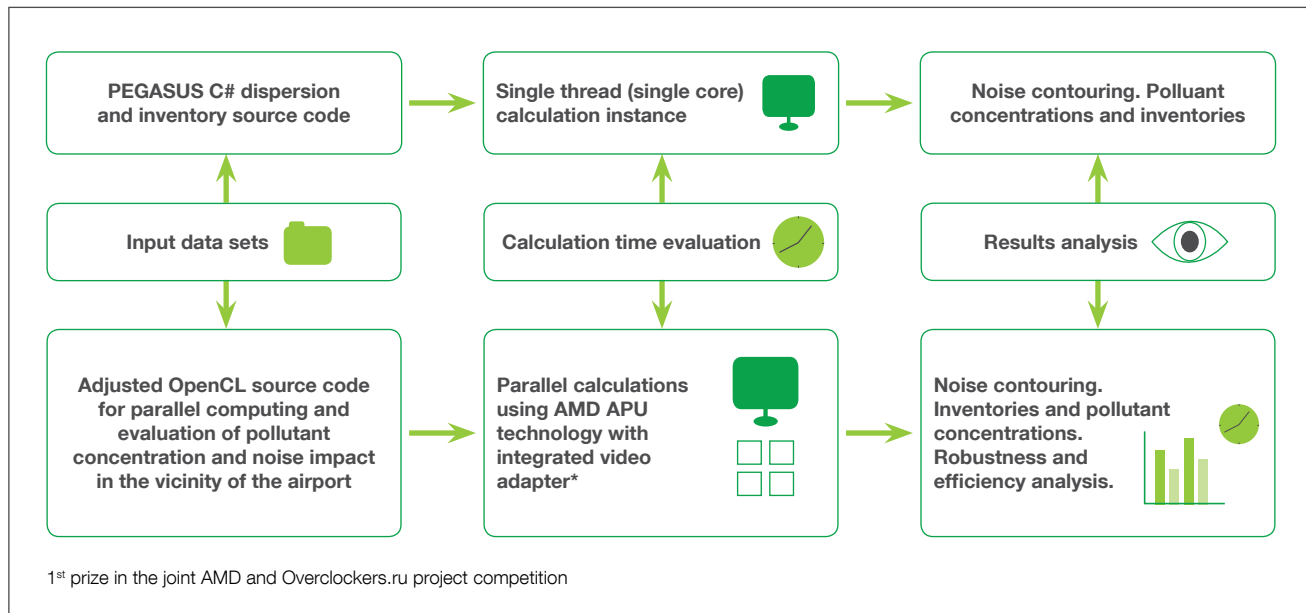 PEGASUS C# dispersion
and inventory source code
Single thread (single core)
calculation instance
Noise contouring. Polluant
concentrations and inventories
Input data sets
Calculation time evaluation
Results analysis
Adjusted OpenCL source code
for parallel computing and
evaluation of pollutant
concentration and noise impact
in the vicinity of the airport
Parallel calculations
using AMD APU
technology with
integrated video
adapter*
Noise contouring.
Inventories and pollutant
concentrations.
Robustness and
efficiency analysis.
1st prize in the joint AMD and Overclockers.ru project competition